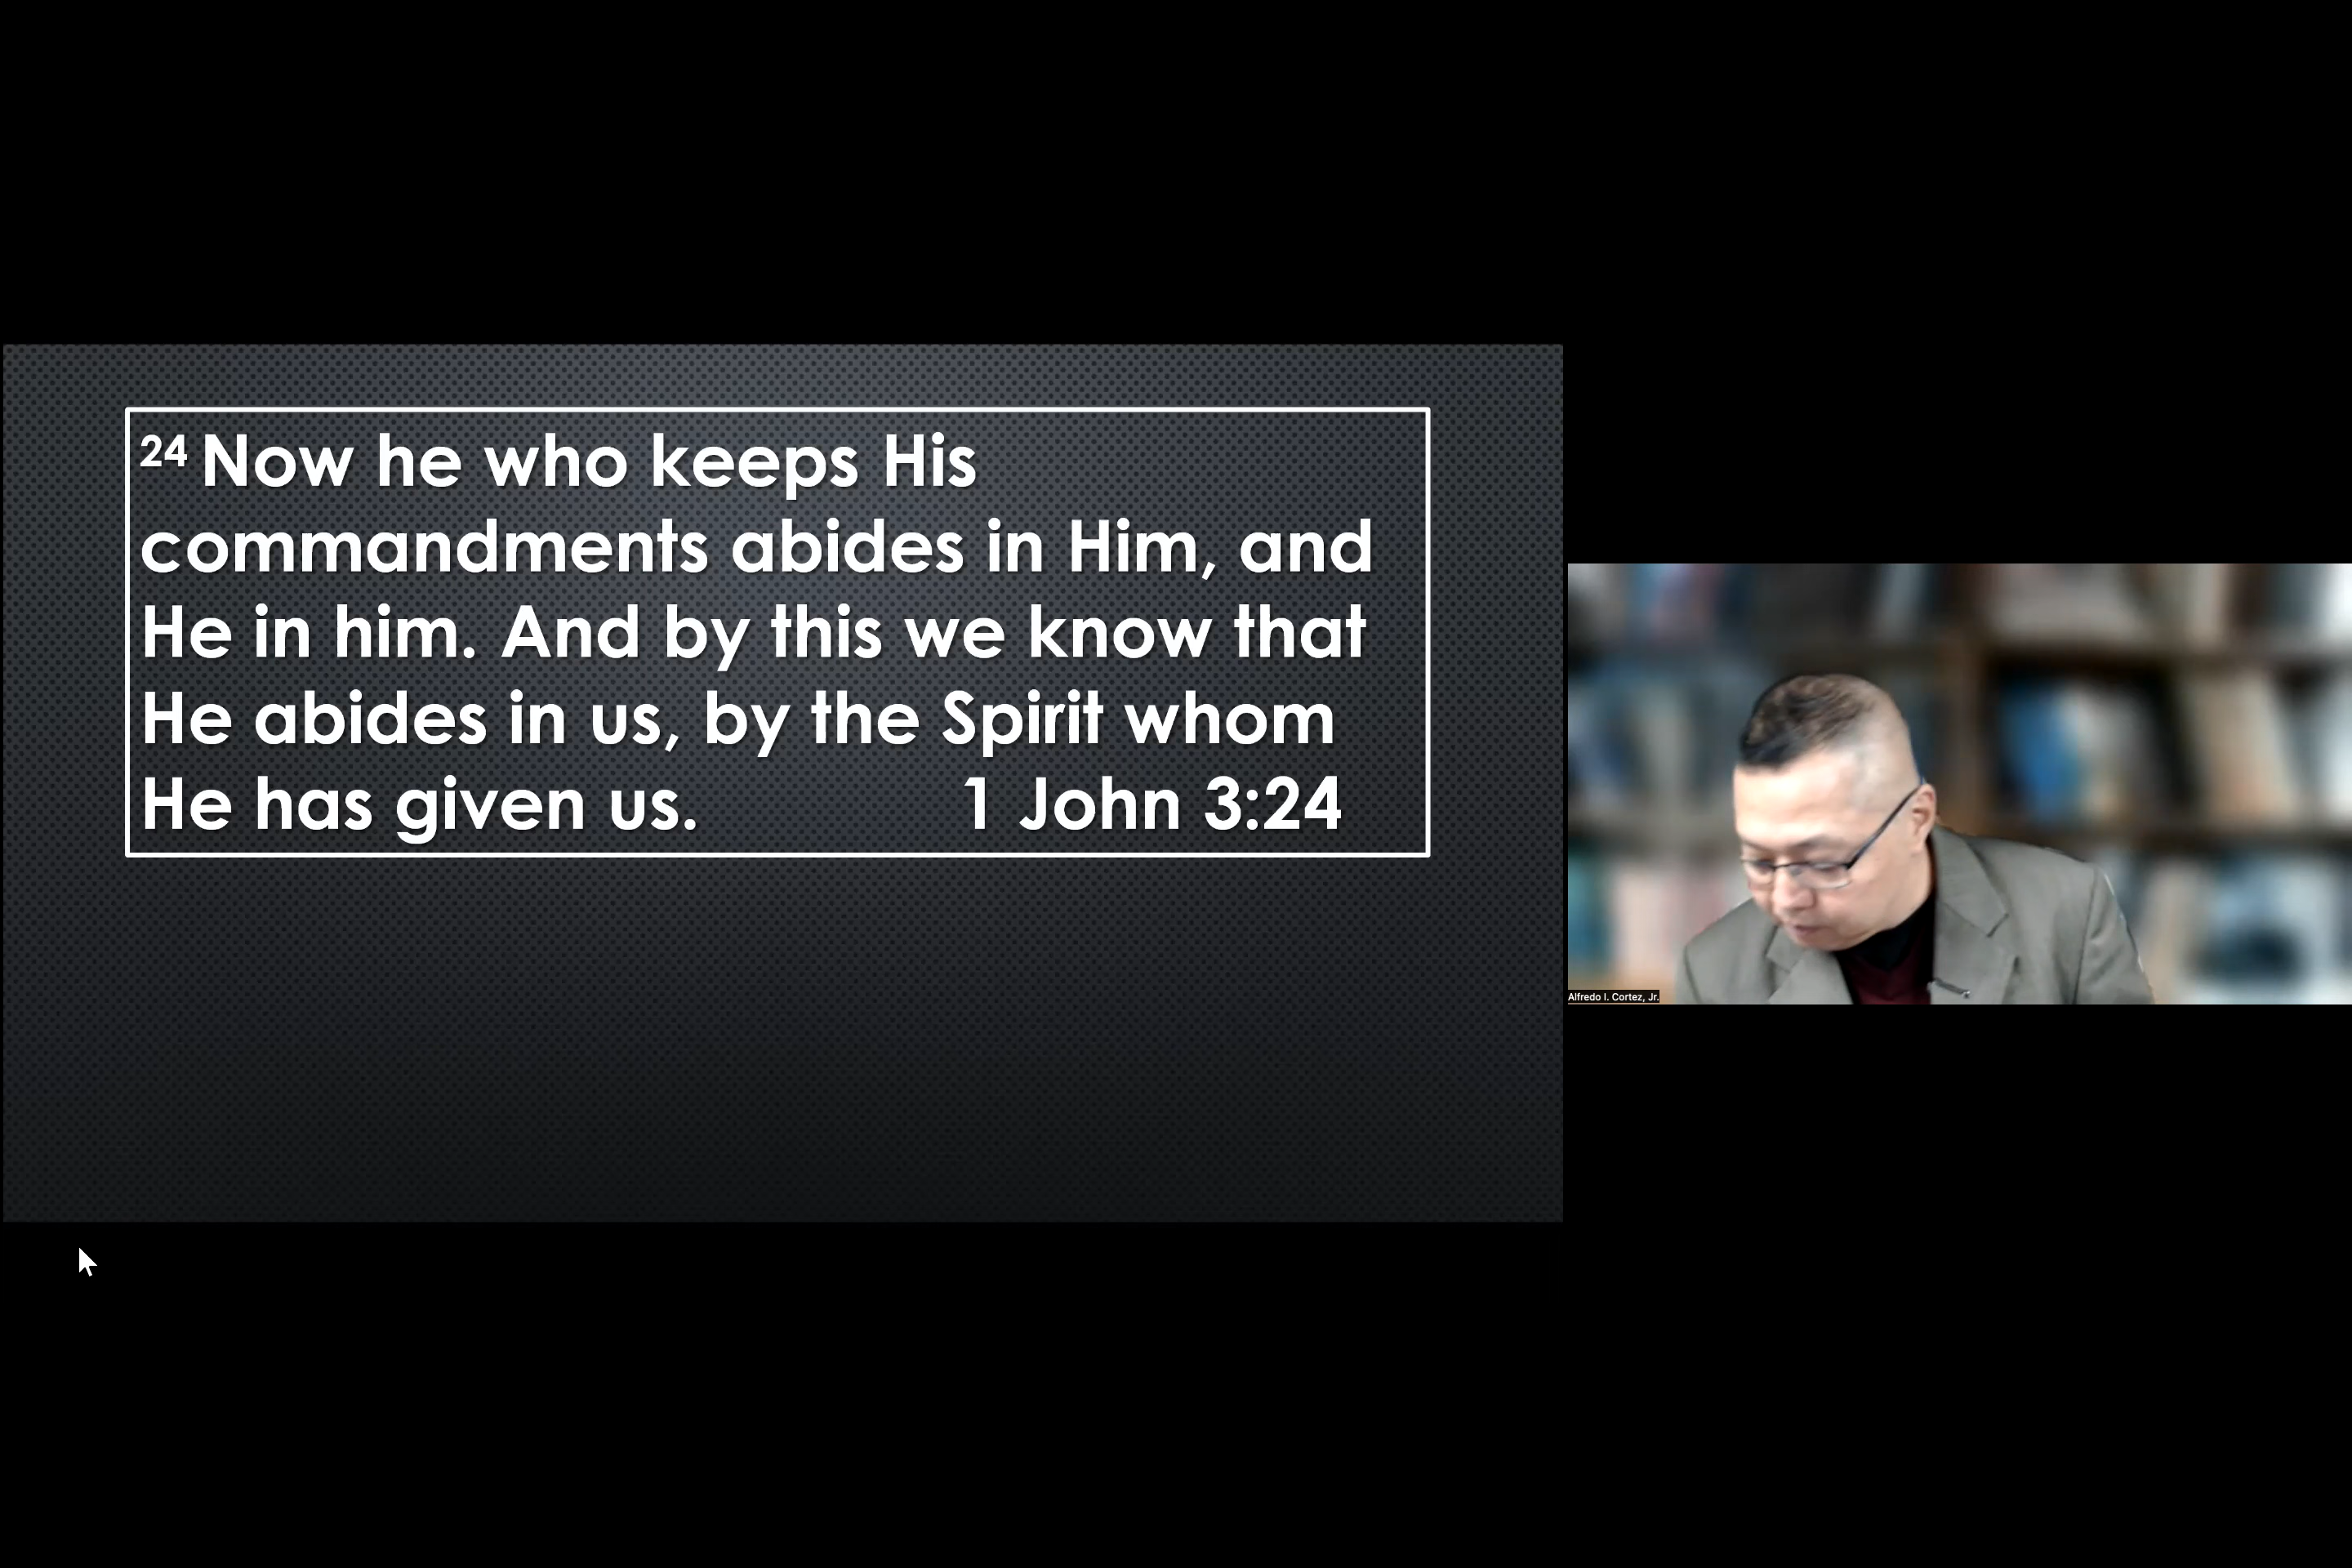 24 Now he who keeps His
commandments abides in Him, and
He in him. And by this we know that
He abides in us, by the Spirit whom
He has given us. 1 John 3:24
Alfredo I. Cortez, Jr.